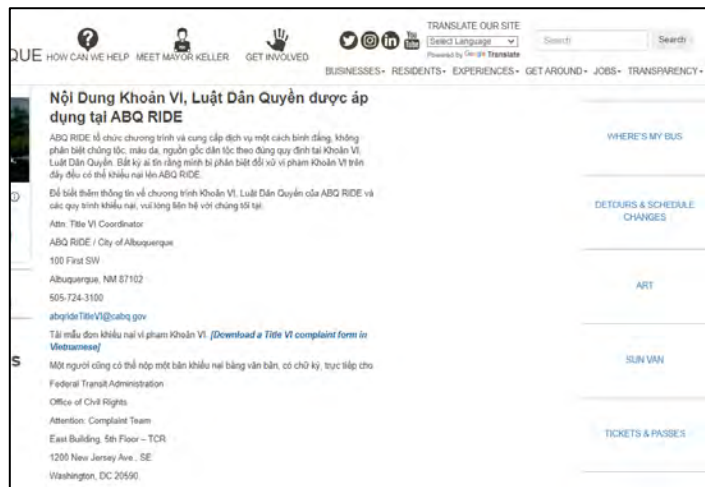 QUE
HOW CAN WE HELP
MEET MAYOR KELLER
GET INVOLVED
You
Tube
TRANSLATE OUR SITE
Select Language
Powered by Google Translate
Search
Search
BUSINESSES RESIDENTS EXPERIENCES GET AROUND JOBS TRANSPARENCY
Nội Dung Khoản VI, Luật Dân Quyền được áp
dụng tại ABQ RIDE
ABQ RIDE tổ chức chương trình và cung cấp dịch vụ một cách bình đẳng, không
phân biệt chủng tộc, màu da, nguồn gốc dân tộc theo đúng quy định tại Khoản VI,
Luật Dân Quyền. Bất kỳ ai tin rằng mình bị phân biệt đối xử vi phạm Khoản VI trên
đây đều có thể khiếu nại lên ABQ RIDE.
Để biết thêm thông tin về chương trình Khoản VI, Luật Dân Quyền của ABQ RIDE và
các quy trình khiếu nại, vui lòng liên hệ với chúng tôi tại:
Attn: Title VI Coordinator
ABQ RIDE / City of Albuquerque
100 First SW
Albuquerque, NM 87102
505-724-3100
abqrideTitleVI@cabq.gov
Tải mẫu đơn khiếu nại vi phạm Khoản VI. [Download a Title VI complaint form in
Vietnamese]
Một người cũng có thể nộp một bản khiếu nại bằng văn bản, có chữ ký, trực tiếp cho
Federal Transit Administration
Office of Civil Rights
Attention: Complaint Team
East Building, 5th Floor – TCR
1200 New Jersey Ave., SE
Washington, DC 20590
WHERE'S MY BUS
DETOURS & SCHEDULE
CHANGES
ART
SUN VAN
TICKETS & PASSES
s